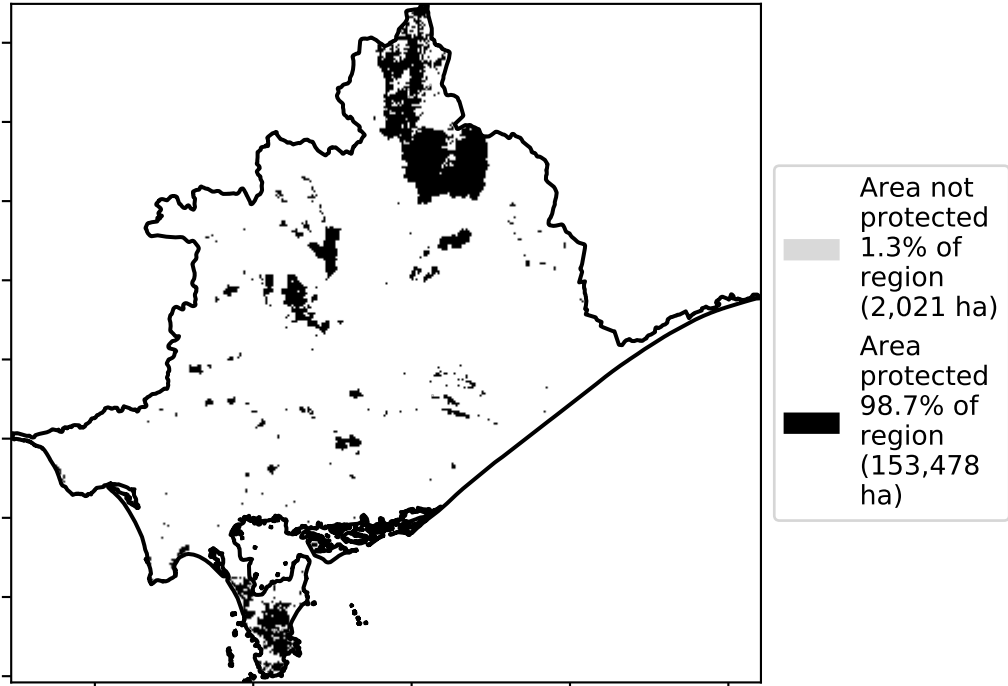 Area not
protected
1.3% of
region
(2,021 ha)
Area
protected
98.7% of
region
(153,478
ha)